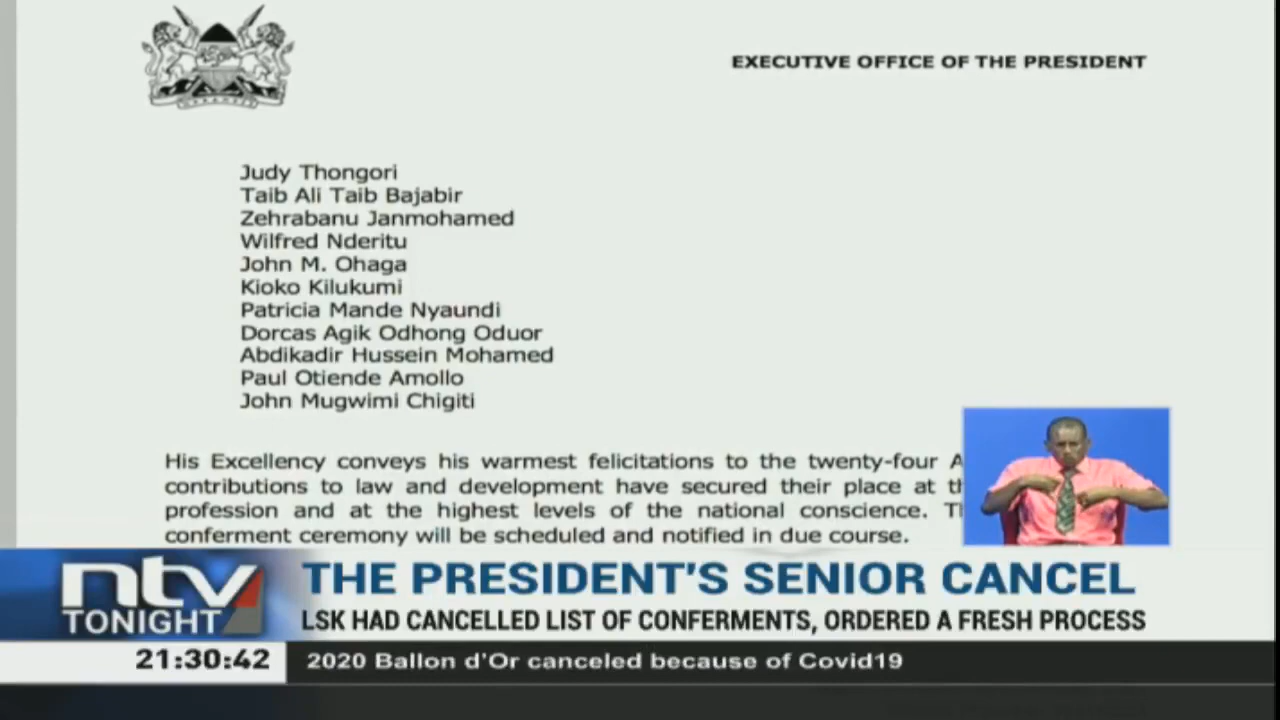 EXECUTIVE OFFICE OF THE PRESIDENT
Judy Thongori
Taib Ali Taib Bajabir
Zehrabanu Janmohamed
Wilfred Nderitu
John M. Ohaga
Kioko Kilukumi
Patricia Mande Nyaundi
Dorcas Agik Odhong Oduor
Abdikadir Hussein Mohamed
Paul Otiende Amollo
John Mugwimi Chigiti
His Excellency conveys his warmest felicitations to the twenty-four A
contributions to law and development have secured their place at th
profession and at the highest levels of the national conscience. Th
conferment ceremony will be scheduled and notified in due course.
ntv
TONIGHT
THE PRESIDENT'S SENIOR CANCEL
LSK HAD CANCELLED LIST OF CONFERMENTS, ORDERED A FRESH PROCESS
21:30:42
2020 Ballon d'Or canceled because of Covid19